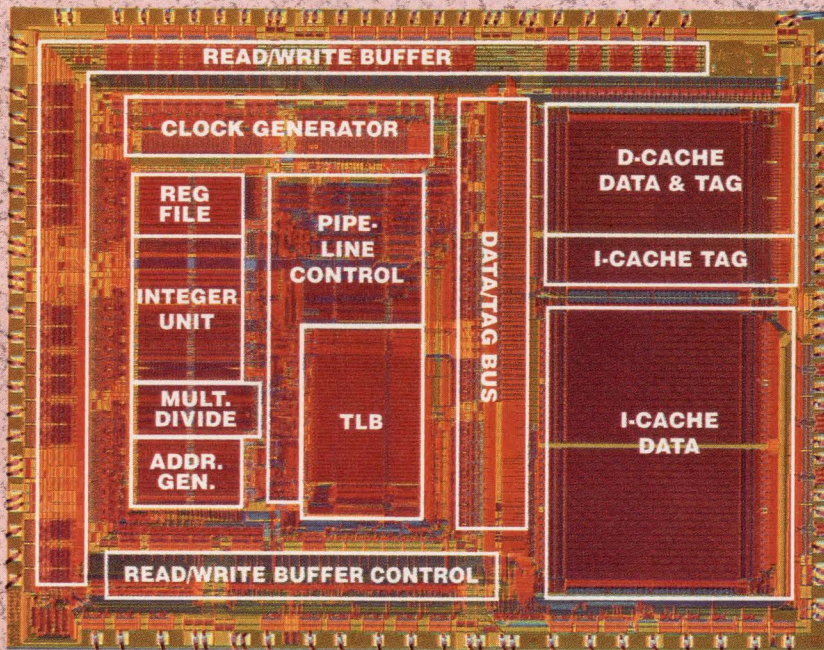 READ/WRITE BUFFER
CLOCK GENERATOR
D-CACHE
DATA & TAG
REG
FILE
PIPE-
LINE
CONTROL
I-CACHE TAG
INTEGER
UNIT
DATA/TAG BUS
MULT.
DIVIDE
TLB
I-CACHE
DATA
ADDR.
GEN.
READ/WRITE BUFFER CONTROL